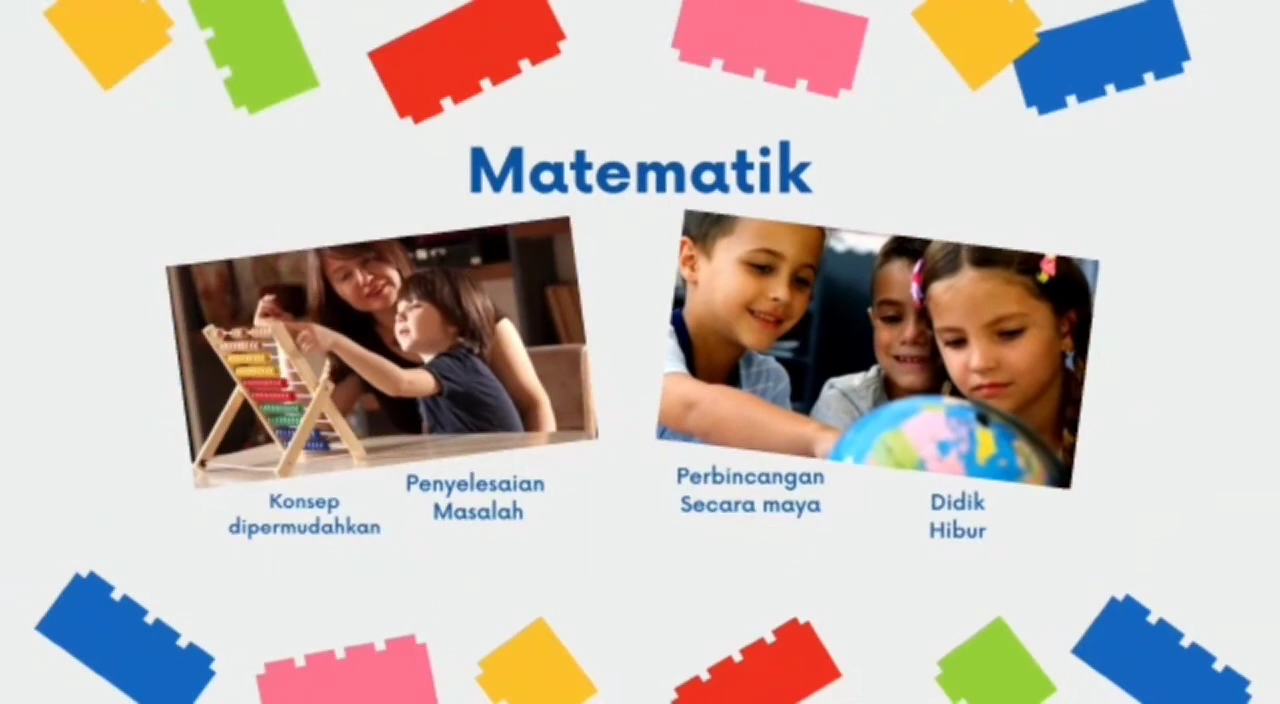 Matematik
Konsep
dipermudahkan
Penyelesaian
Masalah
Perbincangan
Secara maya
Didik
Hibur